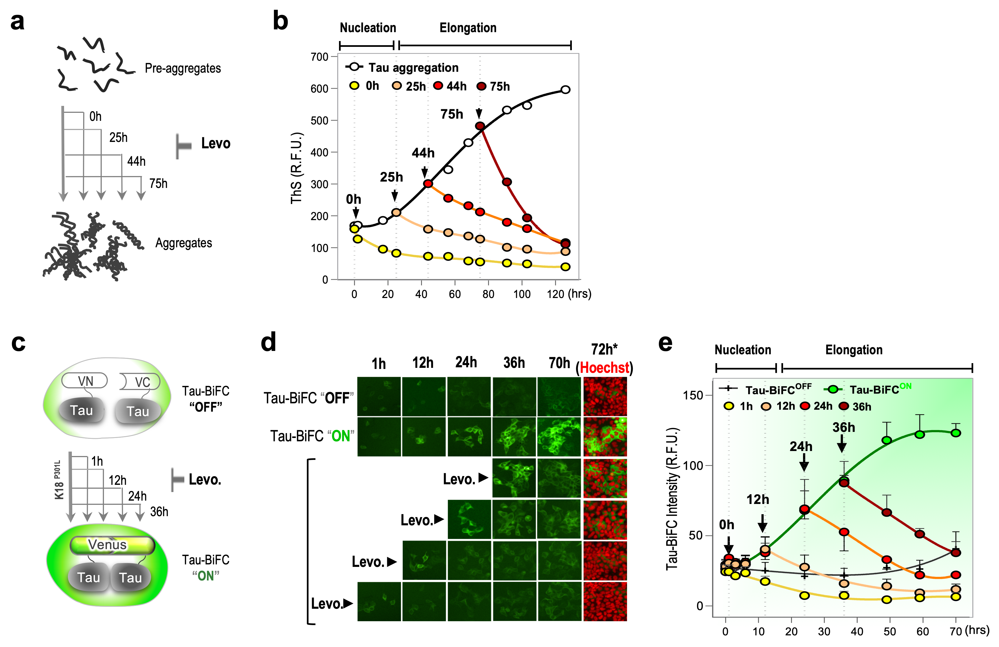 a
Pre-aggregates
0h
25h
44h
75h
Levo
Aggregates
b
Nucleation
Elongation
ThS (R.F.U.)
700
600
500
400
300
200
100
0
Tau aggregation
0h
25h
44h
75h
0h
25h
44h
75h
0
20
40
60
80
100
120
(hrs)
c
VN
VC
Tau
Tau
Tau-BiFC
“OFF”
K18 P301L
1h
12h
24h
36h
Levo.
Venus
Tau
Tau
Tau-BiFC
“ON”
d
1h
12h
24h
36h
70h
72h*
(Hoechst)
Tau-BiFC “OFF”
Tau-BiFC “ON”
Levo.
Levo.
Levo.
Levo.
e
Nucleation
Elongation
Tau-BiFC Intensity (R.F.U.)
150
100
50
0
Tau-BiFCOFF
Tau-BiFCON
1h
12h
24h
36h
0h
12h
24h
36h
0
10
20
30
40
50
60
70
(hrs)